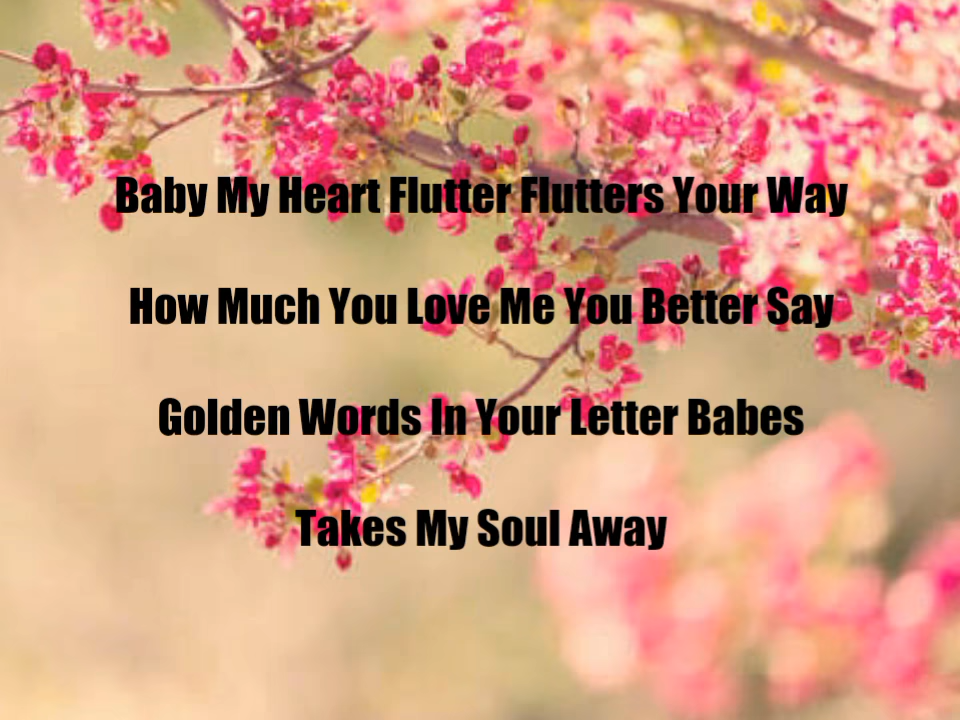 Baby My Heart Flutter Flutters Your Way
How Much You Love Me You Better Say
Golden Words In Your Letter Babes
Takes My Soul Away